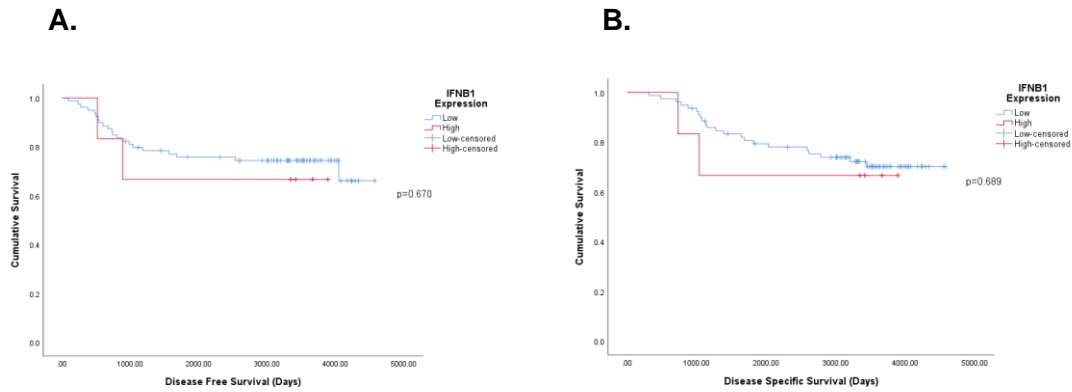 A.
IFNB1
Expression
Low
High
Low-censored
High-censored
p=0.670
Cumulative Survival
1.0
0.8
0.6
0.4
0.2
0.0
.00 1000.00 2000.00 3000.00 4000.00 5000.00
Disease Free Survival (Days)
B.
IFNB1
Expression
Low
High
Low-censored
High-censored
p=0.689
Cumulative Survival
1.0
0.8
0.6
0.4
0.2
0.0
.00 1000.00 2000.00 3000.00 4000.00 5000.00
Disease Specific Survival (Days)